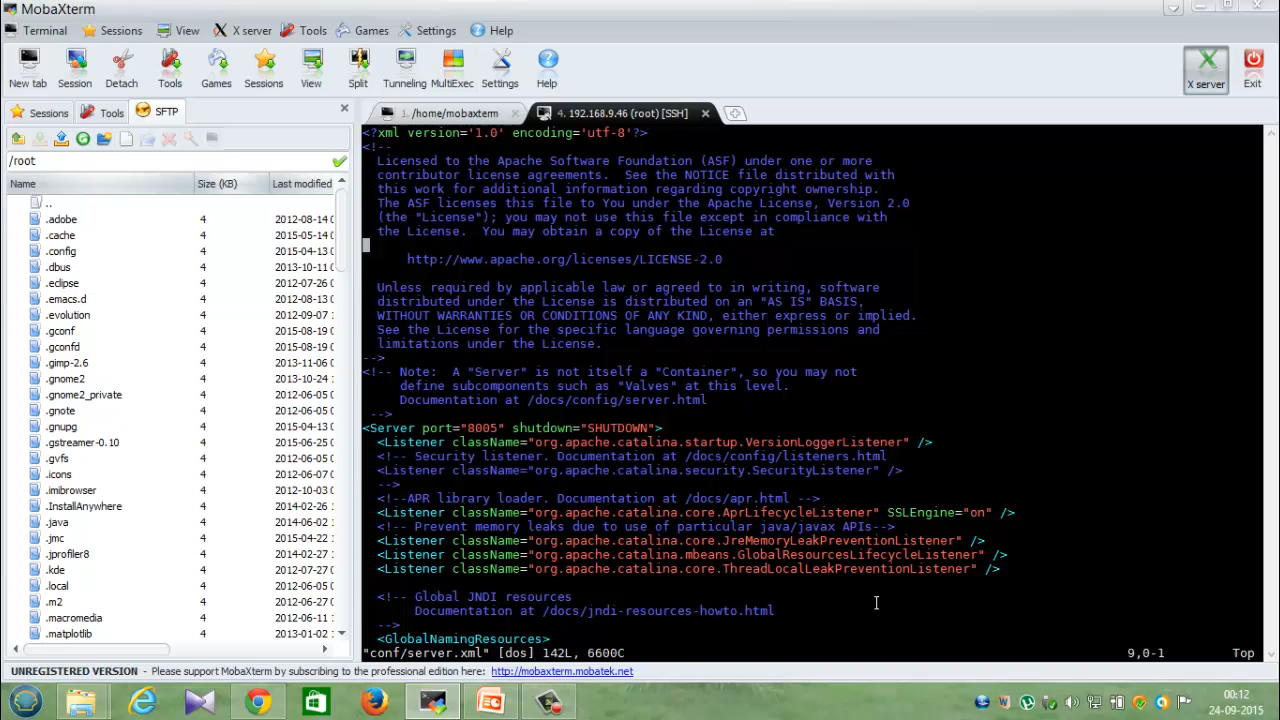 MobaXterm
Terminal Sessions View X server Tools Games Settings Help
New tab Session Detach Tools Games Sessions View Split Tunneling MultiExec Settings Help X server Exit
Sessions Tools SFTP
1. /home/mobaxterm
4. 192.168.9.46 (root) [SSH]
/root
Name Size (KB) Last modified
..
.adobe 4 2012-08-14
.cache 4 2015-05-14
.config 4 2015-04-13
.dbus 4 2013-10-11
.eclipse 4 2012-07-26
.emacs.d 4 2012-08-13
.evolution 4 2012-09-07
.gconf 4 2015-08-19
.gconfd 4 2015-08-19
.gimp-2.6 4 2013-11-06
.gnome2 4 2013-10-24
.gnome2_private 4 2012-06-05
.gnote 4 2012-06-05
.gnupg 4 2015-04-13
.gstreamer-0.10 4 2015-06-25
.gvfs 4 2012-06-05
.icons 4 2012-06-07
.imibrowser 4 2012-10-03
.InstallAnywhere 4 2012-08-14
.java 4 2014-06-02
.jmc 4 2014-06-02
.jprofiler8 4 2014-02-27
.kde 4 2012-07-27
.local 4 2012-06-05
.m2 4 2012-06-27
.macromedia 4 2012-06-11
.matplotlib 4 2013-01-02
<?xml version='1.0' encoding='utf-8'?>
<!--
Licensed to the Apache Software Foundation (ASF) under one or more
contributor license agreements.  See the NOTICE file distributed with
this work for additional information regarding copyright ownership.
The ASF licenses this file to You under the Apache License, Version 2.0
(the "License"); you may not use this file except in compliance with
the License.  You may obtain a copy of the License at
http://www.apache.org/licenses/LICENSE-2.0
Unless required by applicable law or agreed to in writing, software
distributed under the License is distributed on an "AS IS" BASIS,
WITHOUT WARRANTIES OR CONDITIONS OF ANY KIND, either express or implied.
See the License for the specific language governing permissions and
limitations under the License.
-->
<!-- Note:  A "Server" is not itself a "Container", so you may not
define subcomponents such as "Valves" at this level.
Documentation at /docs/config/server.html
-->
<Server port="8005" shutdown="SHUTDOWN">
<Listener className="org.apache.catalina.startup.VersionLoggerListener" />
<!-- Security listener. Documentation at /docs/config/listeners.html
<Listener className="org.apache.catalina.security.SecurityListener" />
-->
<!--APR library loader. Documentation at /docs/apr.html -->
<Listener className="org.apache.catalina.core.AprLifecycleListener" SSLEngine="on" />
<!-- Prevent memory leaks due to use of particular java/javax APIs-->
<Listener className="org.apache.catalina.core.JreMemoryLeakPreventionListener" />
<Listener className="org.apache.catalina.mbeans.GlobalResourcesLifecycleListener" />
<Listener className="org.apache.catalina.core.ThreadLocalLeakPreventionListener" />
<!-- Global JNDI resources
Documentation at /docs/jndi-resources-howto.html
-->
<GlobalNamingResources>
"conf/server.xml" [dos] 142L, 6600C 9,0-1 Top
UNREGISTERED VERSION - Please support MobaXterm by subscribing to the professional edition here: http://mobaxterm.mobatek.net
00:12
24-09-2015